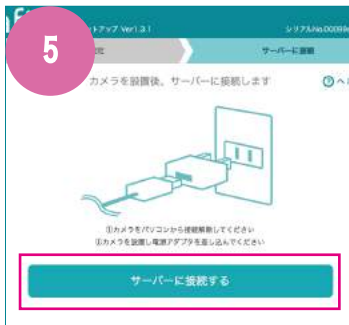 5
トアップ Ver1.3.1
シリアルNo.00099
サーバーに接続
カメラを設置後、サーバーに接続します
①カメラをパソコンから接続解除してください
②カメラを設置し電源アダプタを差し込んでください
サーバーに接続する